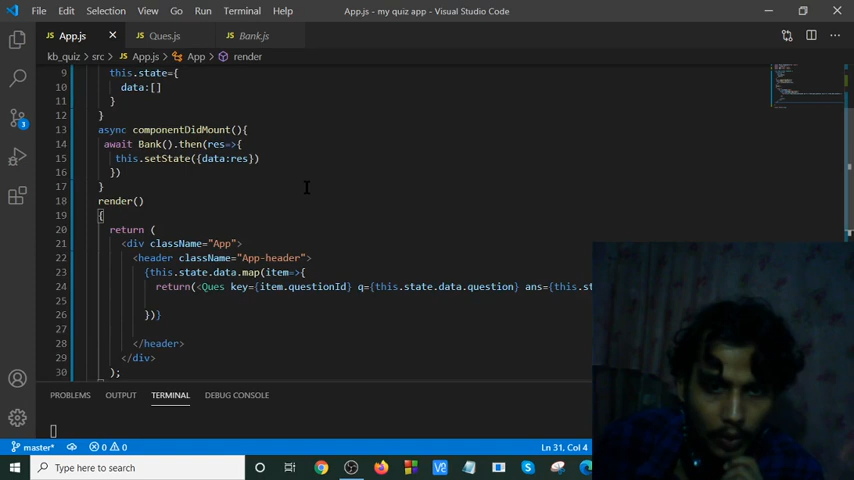 File Edit Selection View Go Run Terminal Help App.js - my quiz app - Visual Studio Code
JS App.js × JS Ques.js JS Bank.js
kb_quiz > src > JS App.js > App > render
9 this.state={
10 data:[]
11 }
12 }
13 async componentDidMount(){
14 await Bank().then(res=>{
15 this.setState({data:res})
16 })
17 }
18 render()
19 {
20 return (
21 <div className="App">
22 <header className="App-header">
23 {this.state.data.map(item=>{
24 return(<Ques key={item.questionId} q={this.state.data.question} ans={this.st
25
26 })}
27
28 </header>
29 </div>
30 );
3
PROBLEMS OUTPUT TERMINAL DEBUG CONSOLE
master* 0 0 Ln 31, Col 4
Type here to search